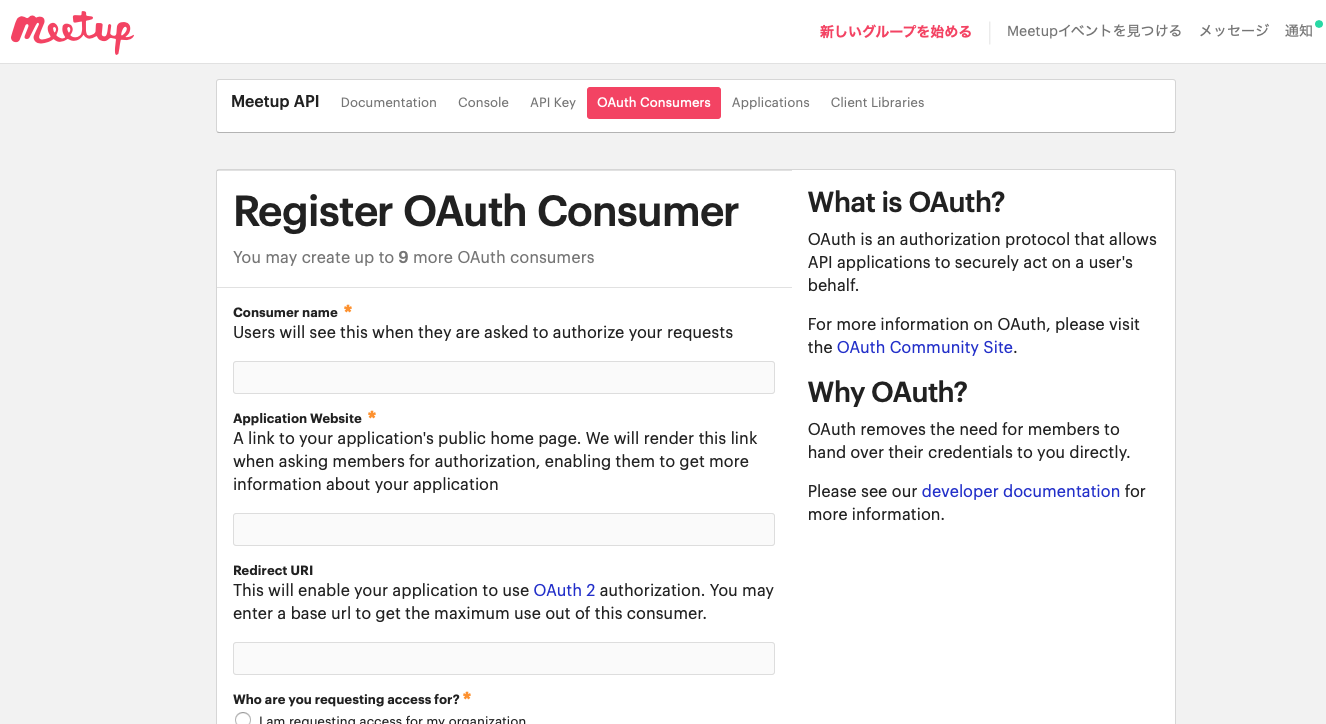 Meetup
新しいグループを始める
Meetupイベントを見つける
メッセージ
通知
Meetup API
Documentation
Console
API Key
OAuth Consumers
Applications
Client Libraries
Register OAuth Consumer
You may create up to 9 more OAuth consumers
Consumer name *
Users will see this when they are asked to authorize your requests
Application Website *
A link to your application's public home page. We will render this link
when asking members for authorization, enabling them to get more
information about your application
Redirect URI
This will enable your application to use OAuth 2 authorization. You may
enter a base url to get the maximum use out of this consumer.
Who are you requesting access for? *
I am requesting access for my organization
What is OAuth?
OAuth is an authorization protocol that allows
API applications to securely act on a user's
behalf.
For more information on OAuth, please visit
the OAuth Community Site.
Why OAuth?
OAuth removes the need for members to
hand over their credentials to you directly.
Please see our developer documentation for
more information.